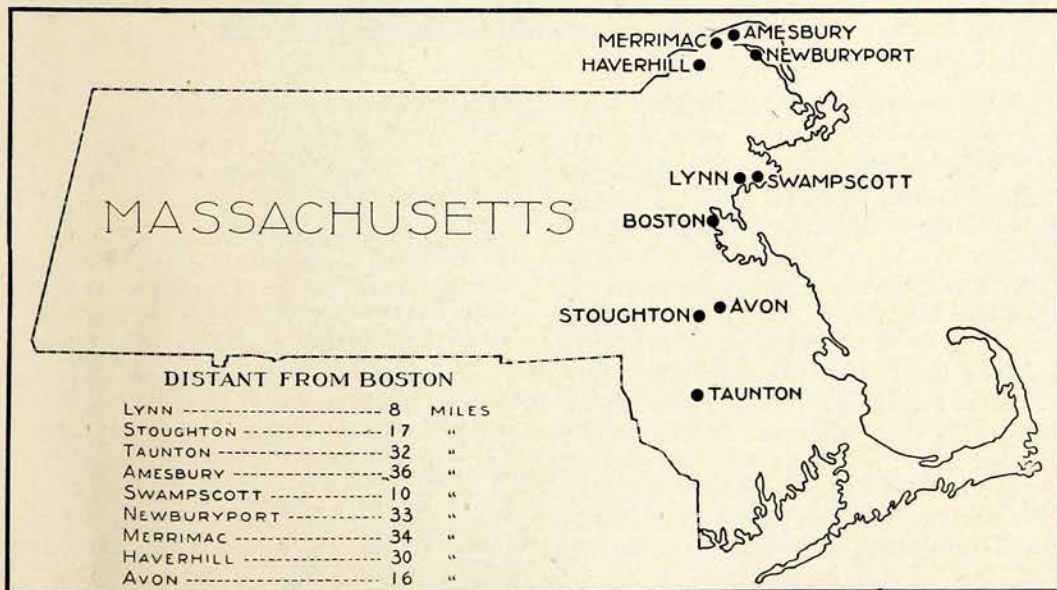 MERRIMAC
AMESBURY
HAVERHILL
NEWBURYPORT
LYNN
SWAMPSCOTT
MASSACHUSETTS
BOSTON
STOUGHTON
AVON
TAUNTON
DISTANT FROM BOSTON
LYNN ---------------------- 8 MILES
STOUGHTON --------------- 17 "
TAUNTON ------------------ 32 "
AMESBURY ----------------- 36 "
SWAMPSCOTT ------------- 10 "
NEWBURYPORT ------------ 33 "
MERRIMAC ---------------- 34 "
HAVERHILL --------------- 30 "
AVON --------------------- 16 "